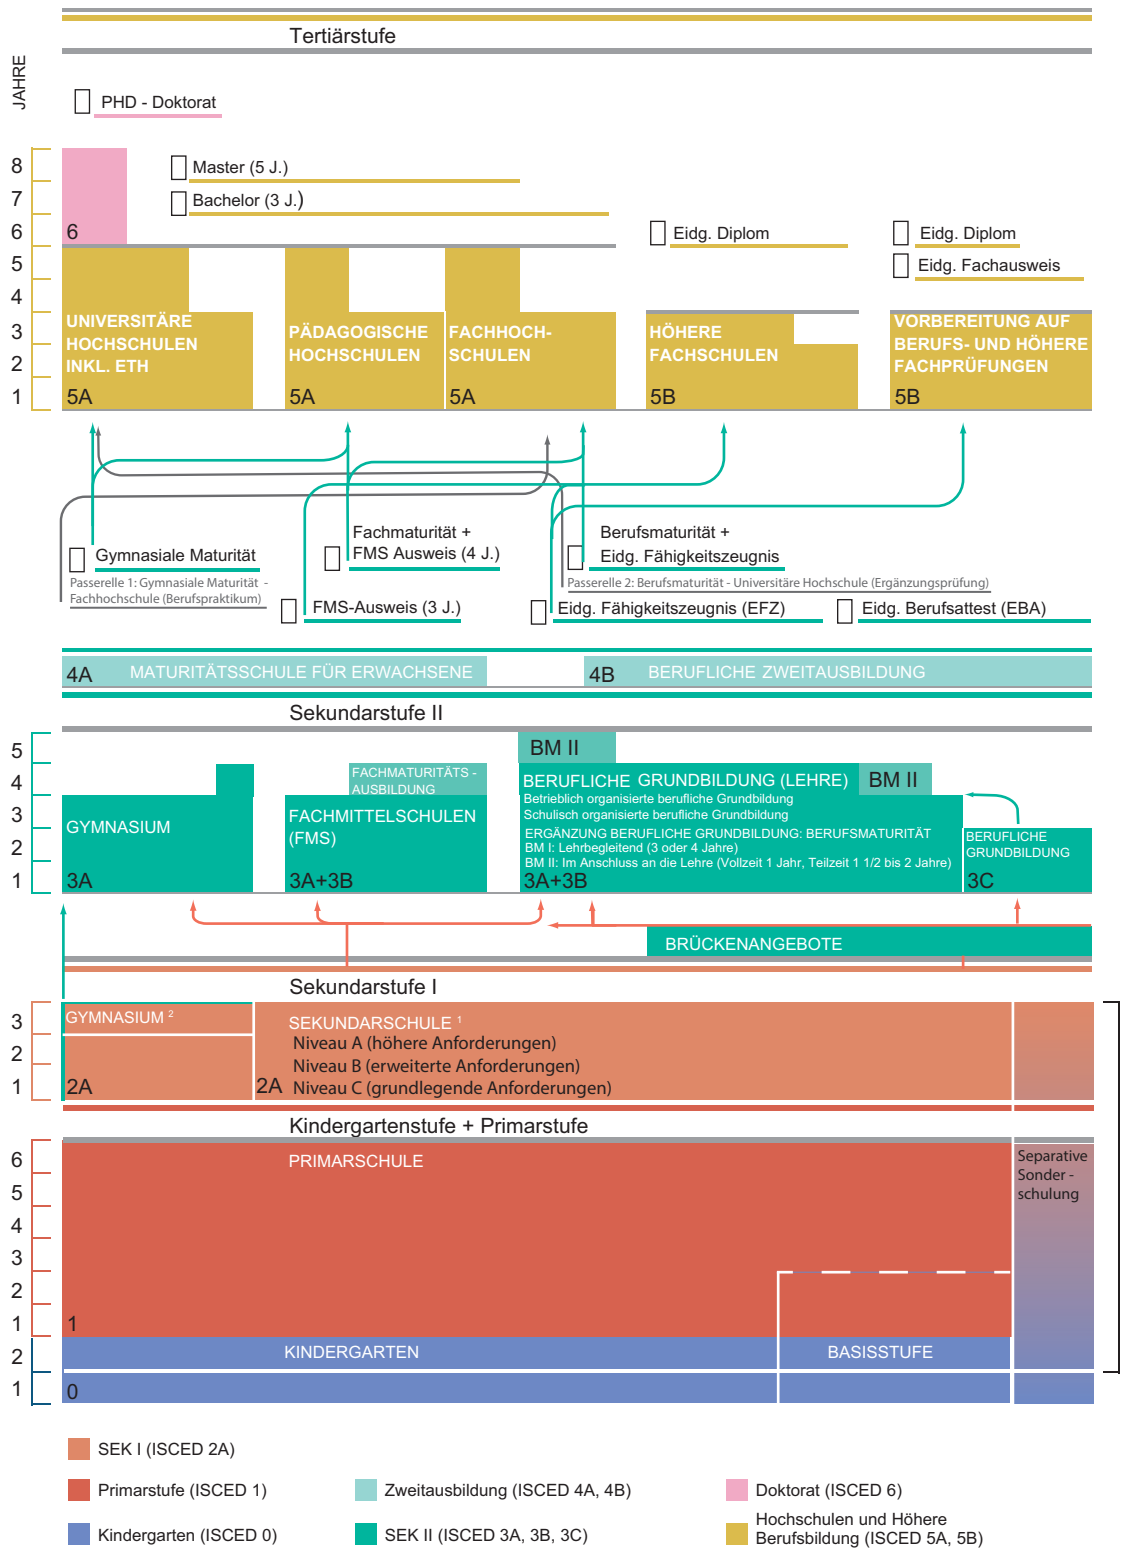 Tertiärstufe
JAHRE
PHD - Doktorat
8
Master (5 J.)
7
Bachelor (3 J.)
6
6
Eidg. Diplom
Eidg. Diplom
5
Eidg. Fachausweis
4
3
UNIVERSITÄRE
HOCHSCHULEN
INKL. ETH
PÄDAGOGISCHE
HOCHSCHULEN
FACHHOCH-
SCHULEN
HÖHERE
FACHSCHULEN
VORBEREITUNG AUF
BERUFS- UND HÖHERE
FACHPRÜFUNGEN
2
1
5A
5A
5A
5B
5B
Gymnasiale Maturität
Fachmaturität +
FMS Ausweis (4 J.)
Berufsmaturität +
Eidg. Fähigkeitszeugnis
Passerelle 1: Gymnasiale Maturität -
Fachhochschule (Berufspraktikum)
Passerelle 2: Berufsmaturität - Universitäre Hochschule (Ergänzungsprüfung)
FMS-Ausweis (3 J.)
Eidg. Fähigkeitszeugnis (EFZ)
Eidg. Berufsattest (EBA)
4A
MATURITÄTSSCHULE FÜR ERWACHSENE
4B
BERUFLICHE ZWEITAUSBILDUNG
Sekundarstufe II
5
BM II
4
FACHMATURITÄTS -
AUSBILDUNG
BERUFLICHE GRUNDBILDUNG (LEHRE)
BM II
Betrieblich organisierte berufliche Grundbildung
Schulisch organisierte berufliche Grundbildung
3
GYMNASIUM
FACHMITTELSCHULEN
(FMS)
ERGÄNZUNG BERUFLICHE GRUNDBILDUNG: BERUFSMATURITÄT
BM I: Lehrbegleitend (3 oder 4 Jahre)
BM II: Im Anschluss an die Lehre (Vollzeit 1 Jahr, Teilzeit 1 1/2 bis 2 Jahre)
BERUFLICHE
GRUNDBILDUNG
2
1
3A
3A+3B
3A+3B
3C
BRÜCKENANGEBOTE
Sekundarstufe I
3
GYMNASIUM ²
SEKUNDARSCHULE ¹
Niveau A (höhere Anforderungen)
2
Niveau B (erweiterte Anforderungen)
1
2A
2A
Niveau C (grundlegende Anforderungen)
Kindergartenstufe + Primarstufe
6
PRIMARSCHULE
Separative
Sonder -
schulung
5
4
3
2
1
1
2
KINDERGARTEN
BASISSTUFE
1
0
SEK I (ISCED 2A)
Primarstufe (ISCED 1)
Zweitausbildung (ISCED 4A, 4B)
Doktorat (ISCED 6)
Kindergarten (ISCED 0)
SEK II (ISCED 3A, 3B, 3C)
Hochschulen und Höhere
Berufsbildung (ISCED 5A, 5B)